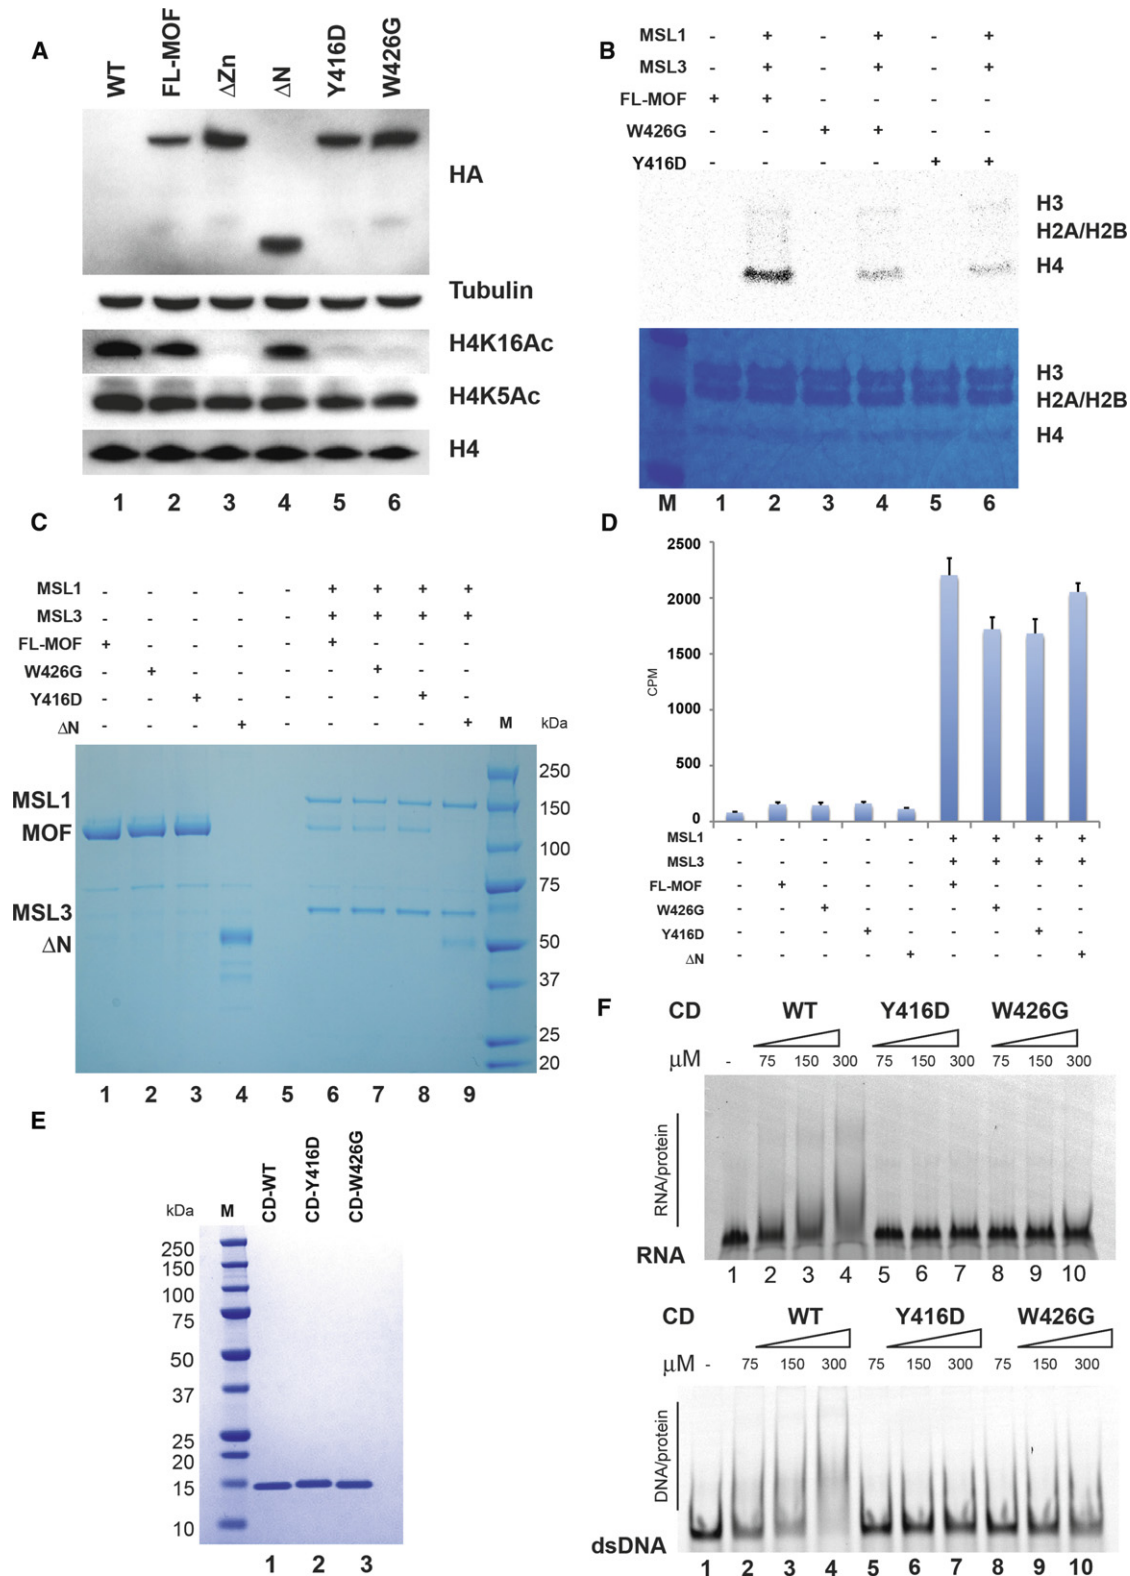 A
WT
FL-MOF
ΔZn
ΔN
Y416D
W426G
HA
Tubulin
H4K16Ac
H4K5Ac
H4
1 2 3 4 5 6
B
MSL1 - + - + - +
MSL3 - + - + - +
FL-MOF + + - - - -
W426G - - + + - -
Y416D - - - - + +
H3
H2A/H2B
H4
H3
H2A/H2B
H4
M 1 2 3 4 5 6
C
MSL1 - - - - - + + + +
MSL3 - - - - - + + + +
FL-MOF + - - - - + - - -
W426G - + - - - - + - -
Y416D - - + - - - - + -
ΔN - - - + - - - - + M kDa
MSL1
MOF
MSL3
ΔN
250
150
100
75
50
37
25
20
1 2 3 4 5 6 7 8 9
D
2500
2000
1500
1000
500
0
CPM
MSL1 - - - - - + + + +
MSL3 - - - - - + + + +
FL-MOF - + - - - + - - -
W426G - - + - - - + - -
Y416D - - - + - - - + -
ΔN - - - - + - - - +
E
kDa M CD-WT CD-Y416D CD-W426G
250
150
100
75
50
37
25
20
15
10
1 2 3
F
CD WT Y416D W426G
μM - 75 150 300 75 150 300 75 150 300
RNA/protein
RNA
1 2 3 4 5 6 7 8 9 10
CD WT Y416D W426G
μM - 75 150 300 75 150 300 75 150 300
DNA/protein
dsDNA
1 2 3 4 5 6 7 8 9 10